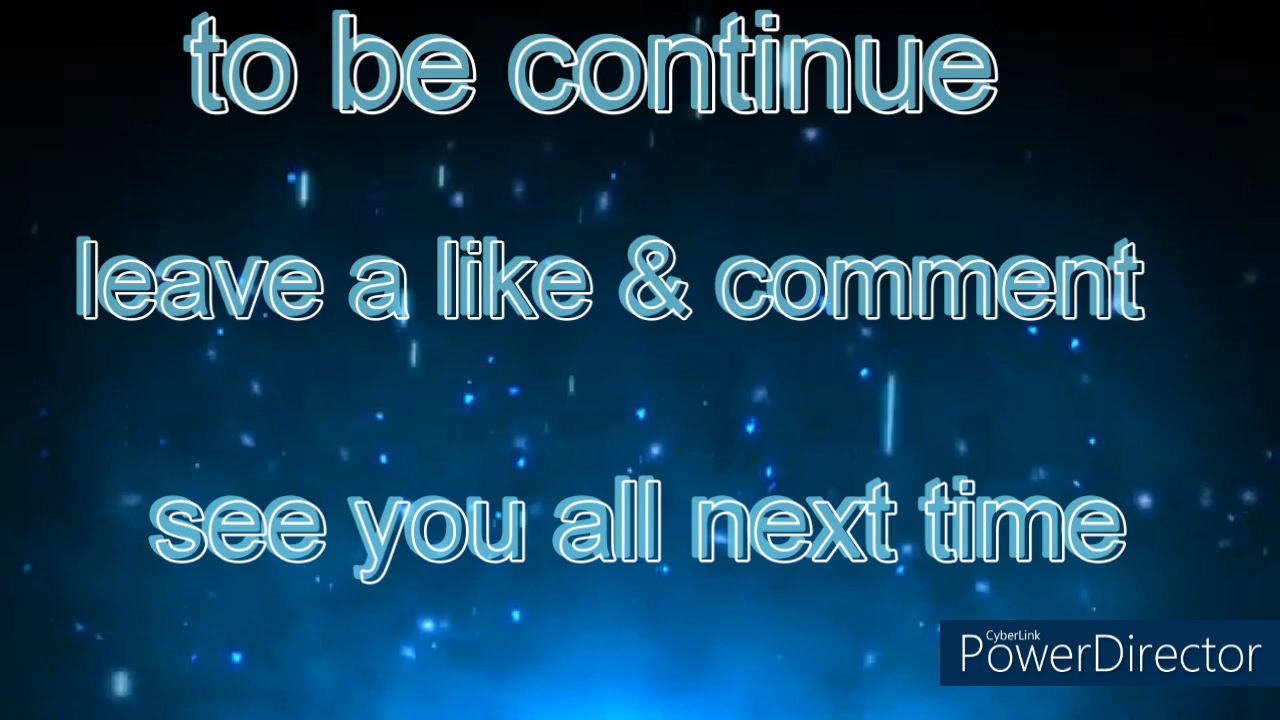 to be continue
leave a like & comment
see you all next time
CyberLink
PowerDirector